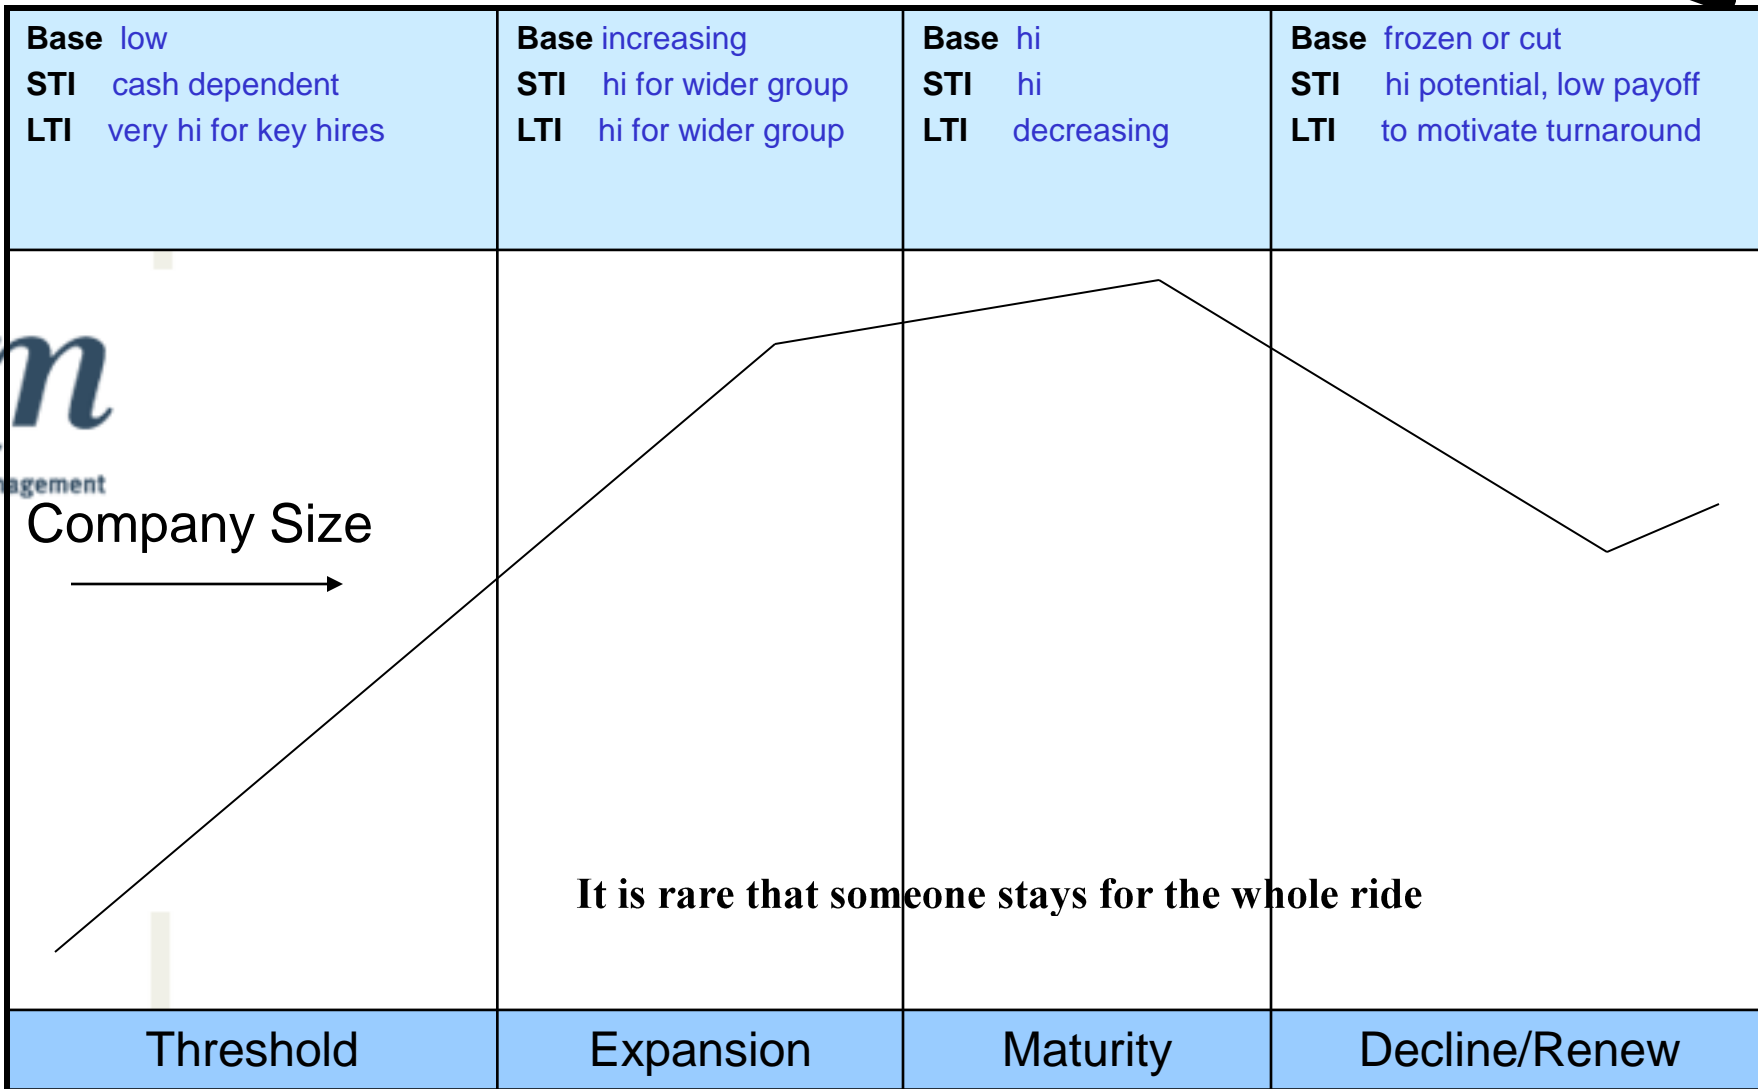 Base low
STI cash dependent
LTI very hi for key hires
Base increasing
STI hi for wider group
LTI hi for wider group
Base hi
STI hi
LTI decreasing
Base frozen or cut
STI hi potential, low payoff
LTI to motivate turnaround
m
agement
Company Size
It is rare that someone stays for the whole ride
Threshold
Expansion
Maturity
Decline/Renew